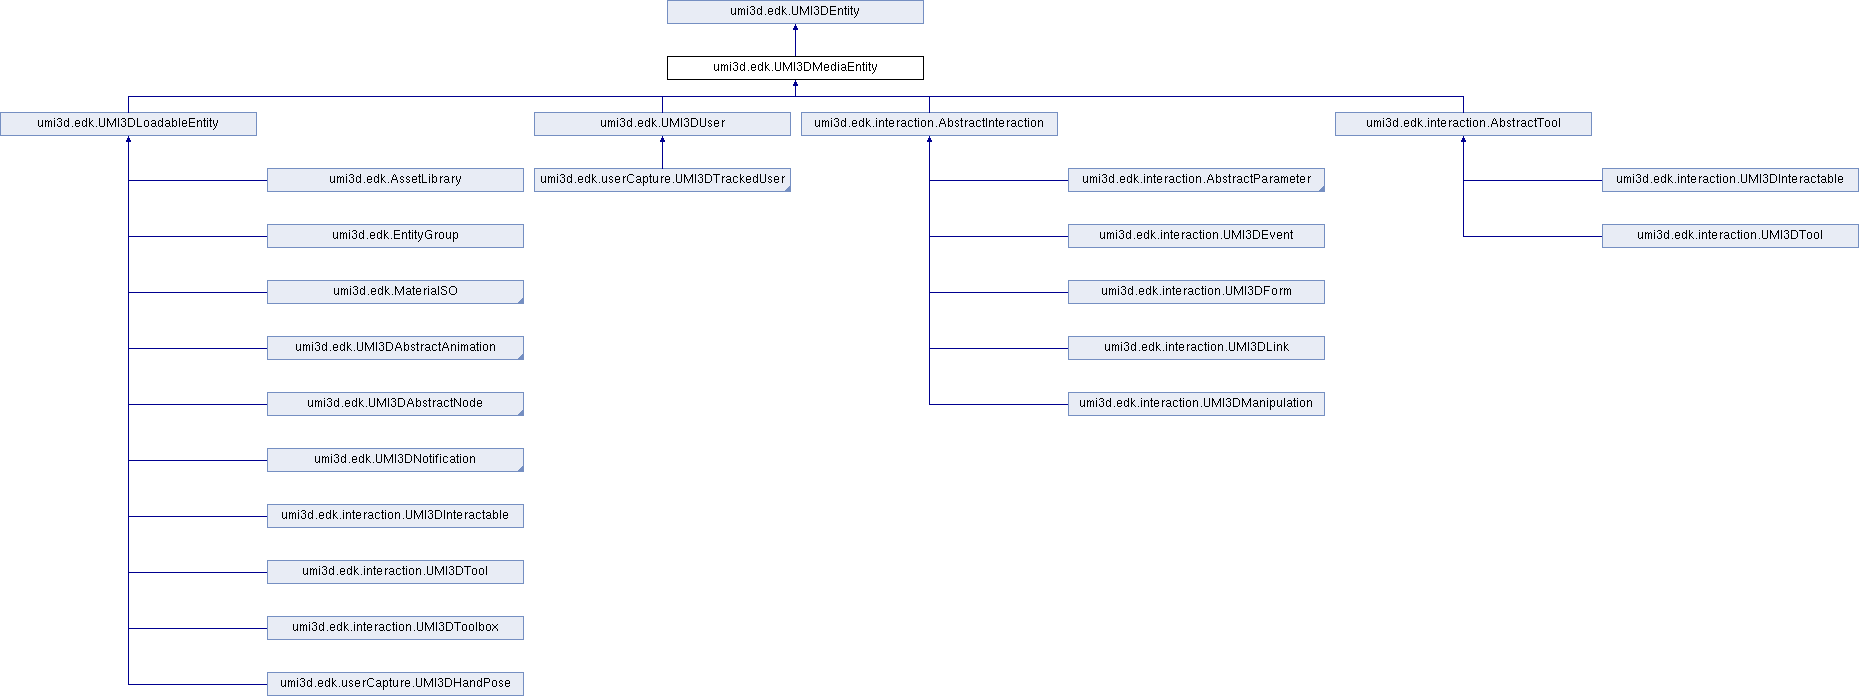 umi3d.edk.UMI3DEntity
umi3d.edk.UMI3DMediaEntity
umi3d.edk.UMI3DLoadableEntity
umi3d.edk.UMI3DUser
umi3d.edk.interaction.AbstractInteraction
umi3d.edk.interaction.AbstractTool
umi3d.edk.AssetLibrary
umi3d.edk.userCapture.UMI3DTrackedUser
umi3d.edk.interaction.AbstractParameter
umi3d.edk.interaction.UMI3DInteractable
umi3d.edk.EntityGroup
umi3d.edk.interaction.UMI3DEvent
umi3d.edk.interaction.UMI3DTool
umi3d.edk.MaterialSO
umi3d.edk.interaction.UMI3DForm
umi3d.edk.UMI3DAbstractAnimation
umi3d.edk.interaction.UMI3DLink
umi3d.edk.UMI3DAbstractNode
umi3d.edk.interaction.UMI3DManipulation
umi3d.edk.UMI3DNotification
umi3d.edk.interaction.UMI3DInteractable
umi3d.edk.interaction.UMI3DTool
umi3d.edk.interaction.UMI3DToolbox
umi3d.edk.userCapture.UMI3DHandPose